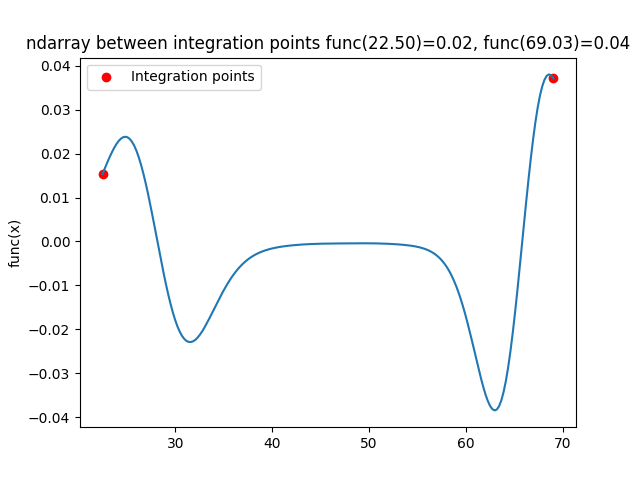 ndarray between integration points func(22.50)=0.02, func(69.03)=0.04
Integration points
func(x)
0.04
0.03
0.02
0.01
0.00
−0.01
−0.02
−0.03
−0.04
30 40 50 60 70